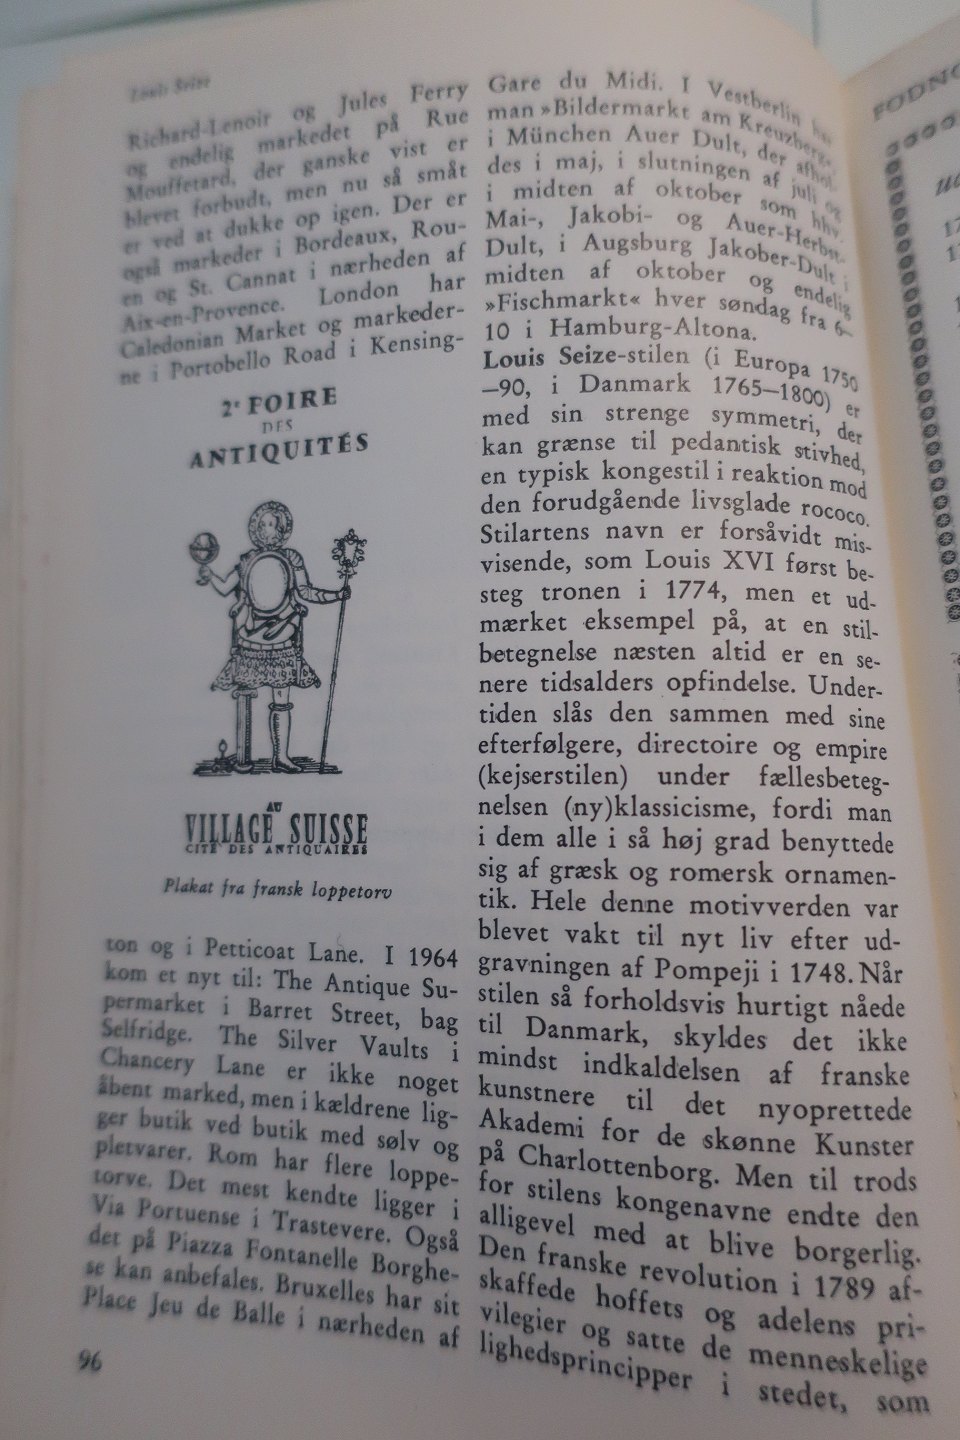 Louis Seize
Richard-Lenoir og Jules Ferry
og endelig markedet på Rue
Mouffetard, der ganske vist er
blevet forbudt, men nu så småt
er ved at dukke op igen. Der er
også markeder i Bordeaux, Rou-
en og St. Cannat i nærheden af
Aix-en-Provence. London har
Caledonian Market og markeder-
ne i Portobello Road i Kensing-
2e FOIRE
DES
ANTIQUITÉS
AU
VILLAGE SUISSE
CITÉ DES ANTIQUAIRES
Plakat fra fransk loppetorv
ton og i Petticoat Lane. I 1964
kom et nyt til: The Antique Su-
permarket i Barret Street, bag
Selfridge. The Silver Vaults i
Chancery Lane er ikke noget
åbent marked, men i kældrene lig-
ger butik ved butik med sølv og
pletvarer. Rom har flere loppe-
torve. Det mest kendte ligger i
Via Portuense i Trastevere. Også
det på Piazza Fontanelle Borghe-
se kan anbefales. Bruxelles har sit
Place Jeu de Balle i nærheden af
96
Gare du Midi. I Vestberlin har
man »Bildermarkt am Kreuzberg«,
i München Auer Dult, der afhol-
des i maj, i slutningen af juli og
i midten af oktober som hhv.
Mai-, Jakobi- og Auer-Herbst-
Dult, i Augsburg Jakober-Dult i
midten af oktober og endelig
»Fischmarkt« hver søndag fra 6–
10 i Hamburg-Altona.
Louis Seize-stilen (i Europa 1750
–90, i Danmark 1765–1800) er
med sin strenge symmetri, der
kan grænse til pedantisk stivhed,
en typisk kongestil i reaktion mod
den forudgående livsglade rococo.
Stilartens navn er forsåvidt mis-
visende, som Louis XVI først be-
steg tronen i 1774, men et ud-
mærket eksempel på, at en stil-
betegnelse næsten altid er en se-
nere tidsalders opfindelse. Under-
tiden slås den sammen med sine
efterfølgere, directoire og empire
(kejserstilen) under fællesbeteg-
nelsen (ny)klassicisme, fordi man
i dem alle i så høj grad benyttede
sig af græsk og romersk ornamen-
tik. Hele denne motivverden var
blevet vakt til nyt liv efter ud-
gravningen af Pompeji i 1748. Når
stilen så forholdsvis hurtigt nåede
til Danmark, skyldes det ikke
mindst indkaldelsen af franske
kunstnere til det nyoprettede
Akademi for de skønne Kunster
på Charlottenborg. Men til trods
for stilens kongenavne endte den
alligevel med at blive borgerlig.
Den franske revolution i 1789 af-
skaffede hoffets og adelens pri-
vilegier og satte de menneskelige
lighedsprincipper i stedet, som
FODNO